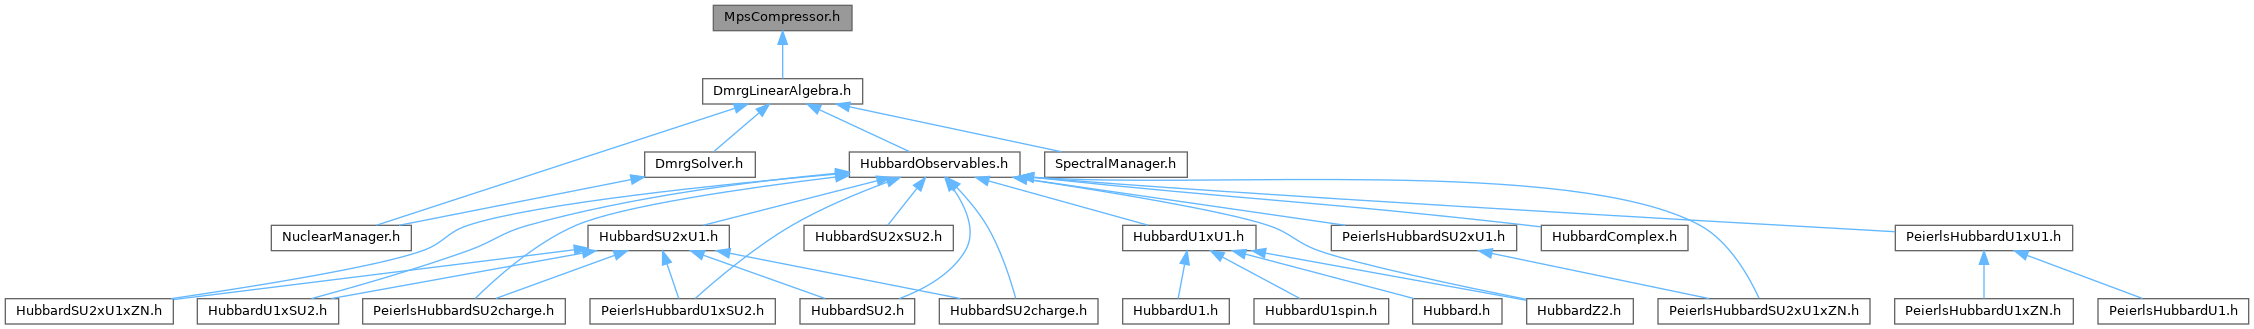 MpsCompressor.h
DmrgLinearAlgebra.h
DmrgSolver.h
HubbardObservables.h
SpectralManager.h
NuclearManager.h
HubbardSU2xU1.h
HubbardSU2xSU2.h
HubbardU1xU1.h
PeierlsHubbardSU2xU1.h
HubbardComplex.h
PeierlsHubbardU1xU1.h
HubbardSU2xU1xZN.h
HubbardU1xSU2.h
PeierlsHubbardSU2charge.h
PeierlsHubbardU1xSU2.h
HubbardSU2.h
HubbardSU2charge.h
HubbardU1.h
HubbardU1spin.h
Hubbard.h
HubbardZ2.h
PeierlsHubbardSU2xU1xZN.h
PeierlsHubbardU1xZN.h
PeierlsHubbardU1.h